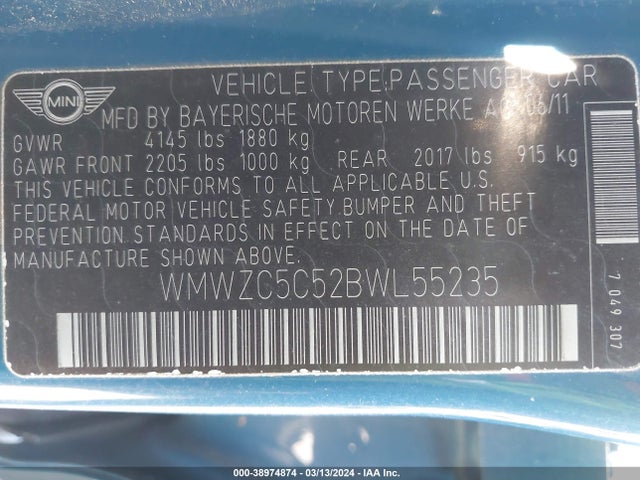 MINI
VEHICLE TYPE:PASSENGER CAR
MFD BY BAYERISCHE MOTOREN WERKE AG 06/11
GVWR 4145 lbs 1880 kg
GAWR FRONT 2205 lbs 1000 kg REAR 2017 lbs 915 kg
THIS VEHICLE CONFORMS TO ALL APPLICABLE U.S.
FEDERAL MOTOR VEHICLE SAFETY,BUMPER AND THEFT
PREVENTION STANDARDS IN EFFECT ON THE DATE OF
MANUFACTURE SHOWN ABOVE.
WMWZC5C52BWL55235
7 049 307
000-38974874 | 03/13/2024 | IAA Inc.